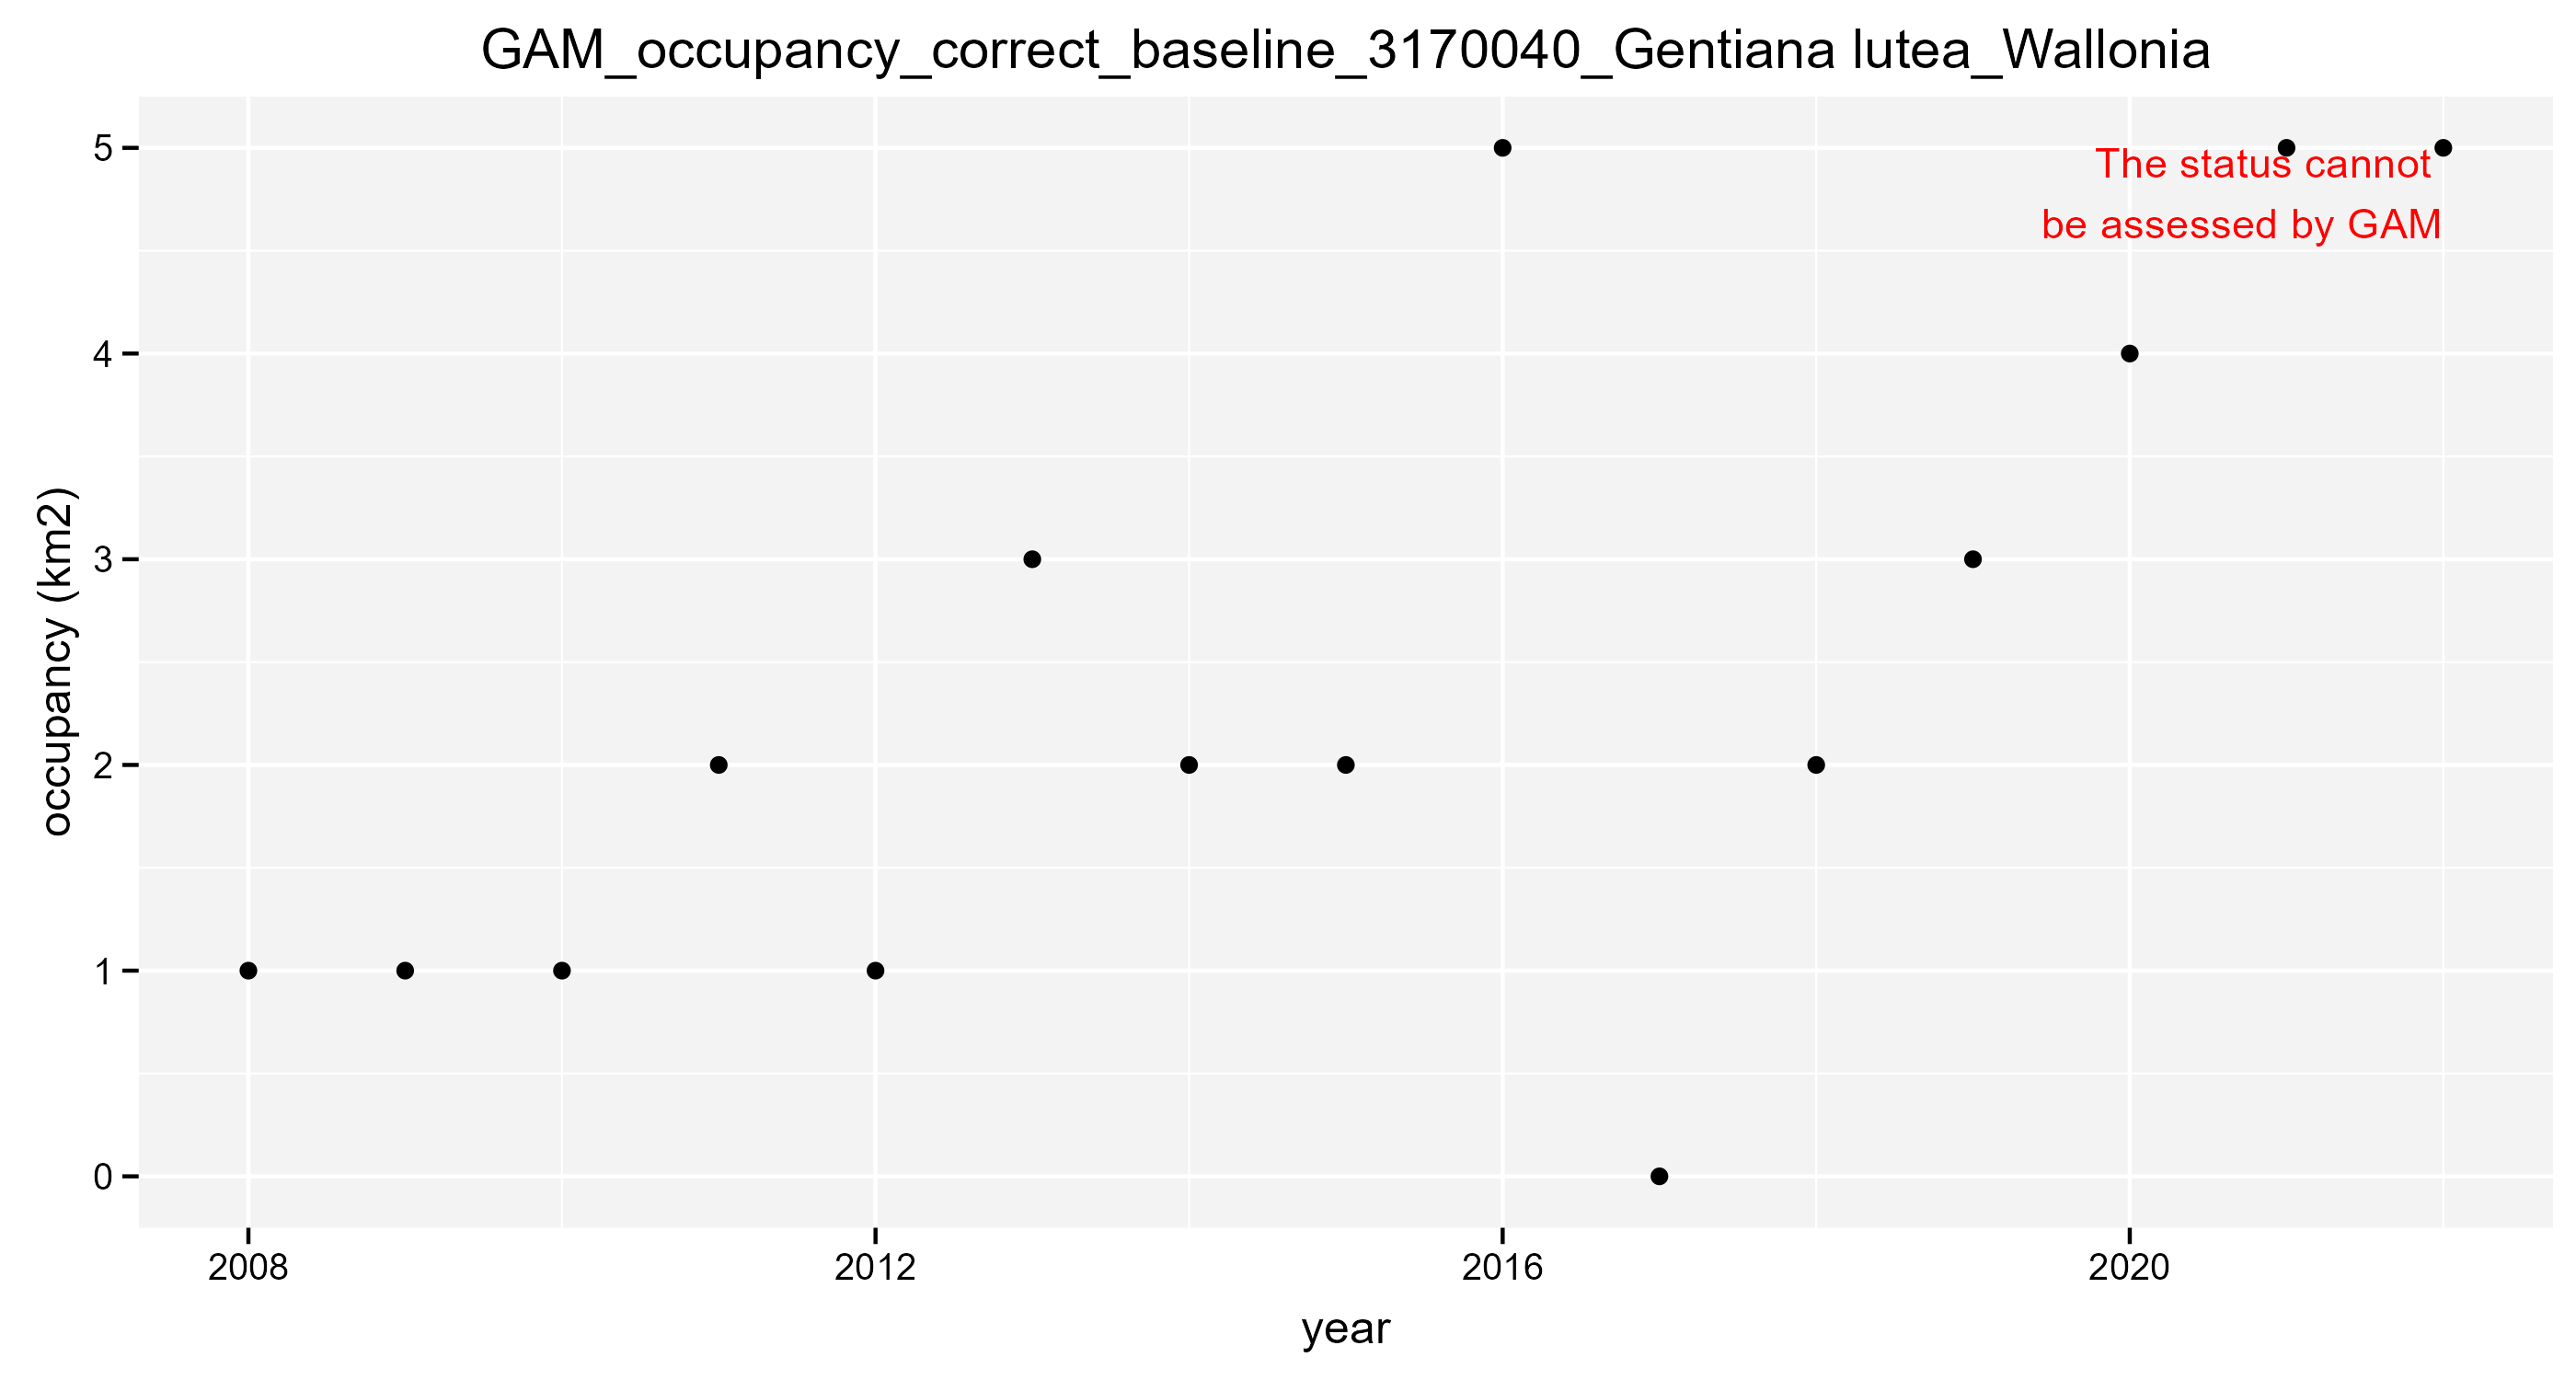 GAM_occupancy_correct_baseline_3170040_Gentiana lutea_Wallonia
5
4
3
2
1
0
occupancy (km2)
The status cannot
be assessed by GAM
2008
2012
2016
2020
year